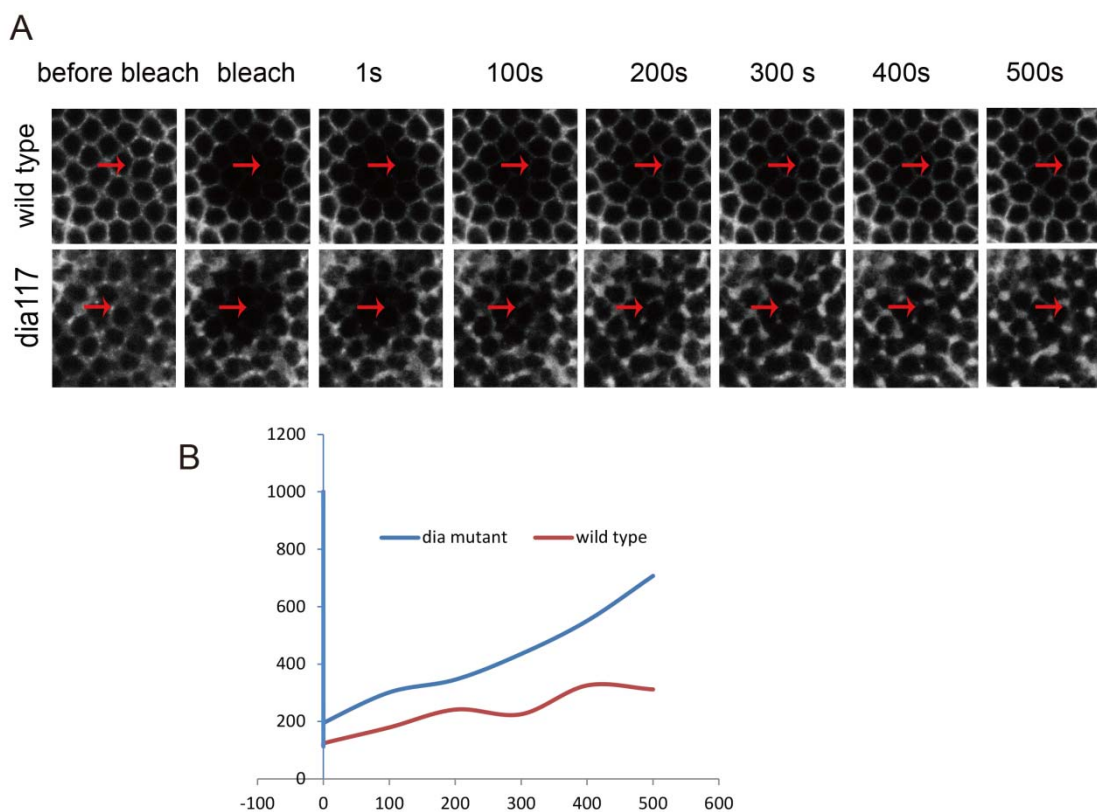 A
before bleach bleach 1s 100s 200s 300 s 400s 500s
wild type
dia117
B
1200
1000
dia mutant wild type
800
600
400
200
0
-100 0 100 200 300 400 500 600